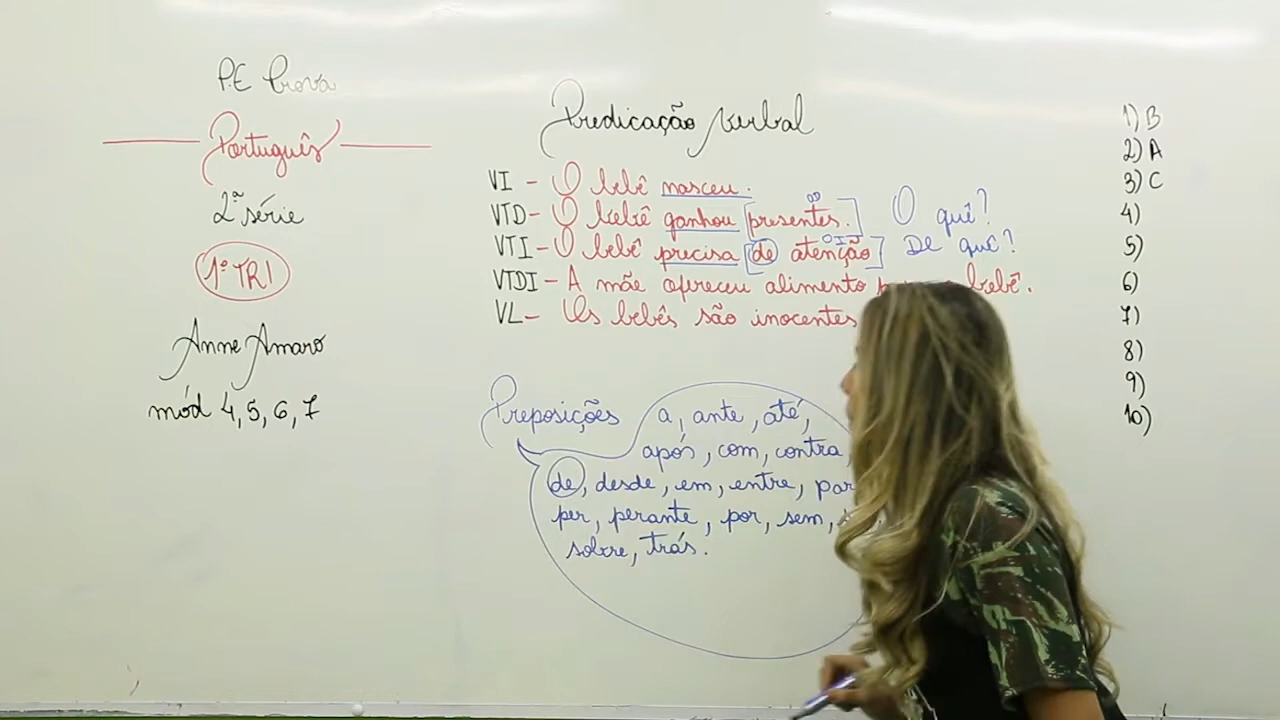 P.E Prova
Português
2ª série
1º TRI
Anne Amaro
mód 4, 5, 6, 7
Predicação verbal
VI - O bebê nasceu.
VTD - O bebê ganhou [presentes.] OD O quê?
VTI - O bebê precisa [de atenção] OI De quê?
VTDI - A mãe ofereceu alimento bebê.
VL - Os bebês são inocentes
Preposições a, ante, até,
após, com, contra,
de, desde, em, entre,
per, perante, por, sem,
sobre, trás.
1) B
2) A
3) C
4)
5)
6)
7)
8)
9)
10)